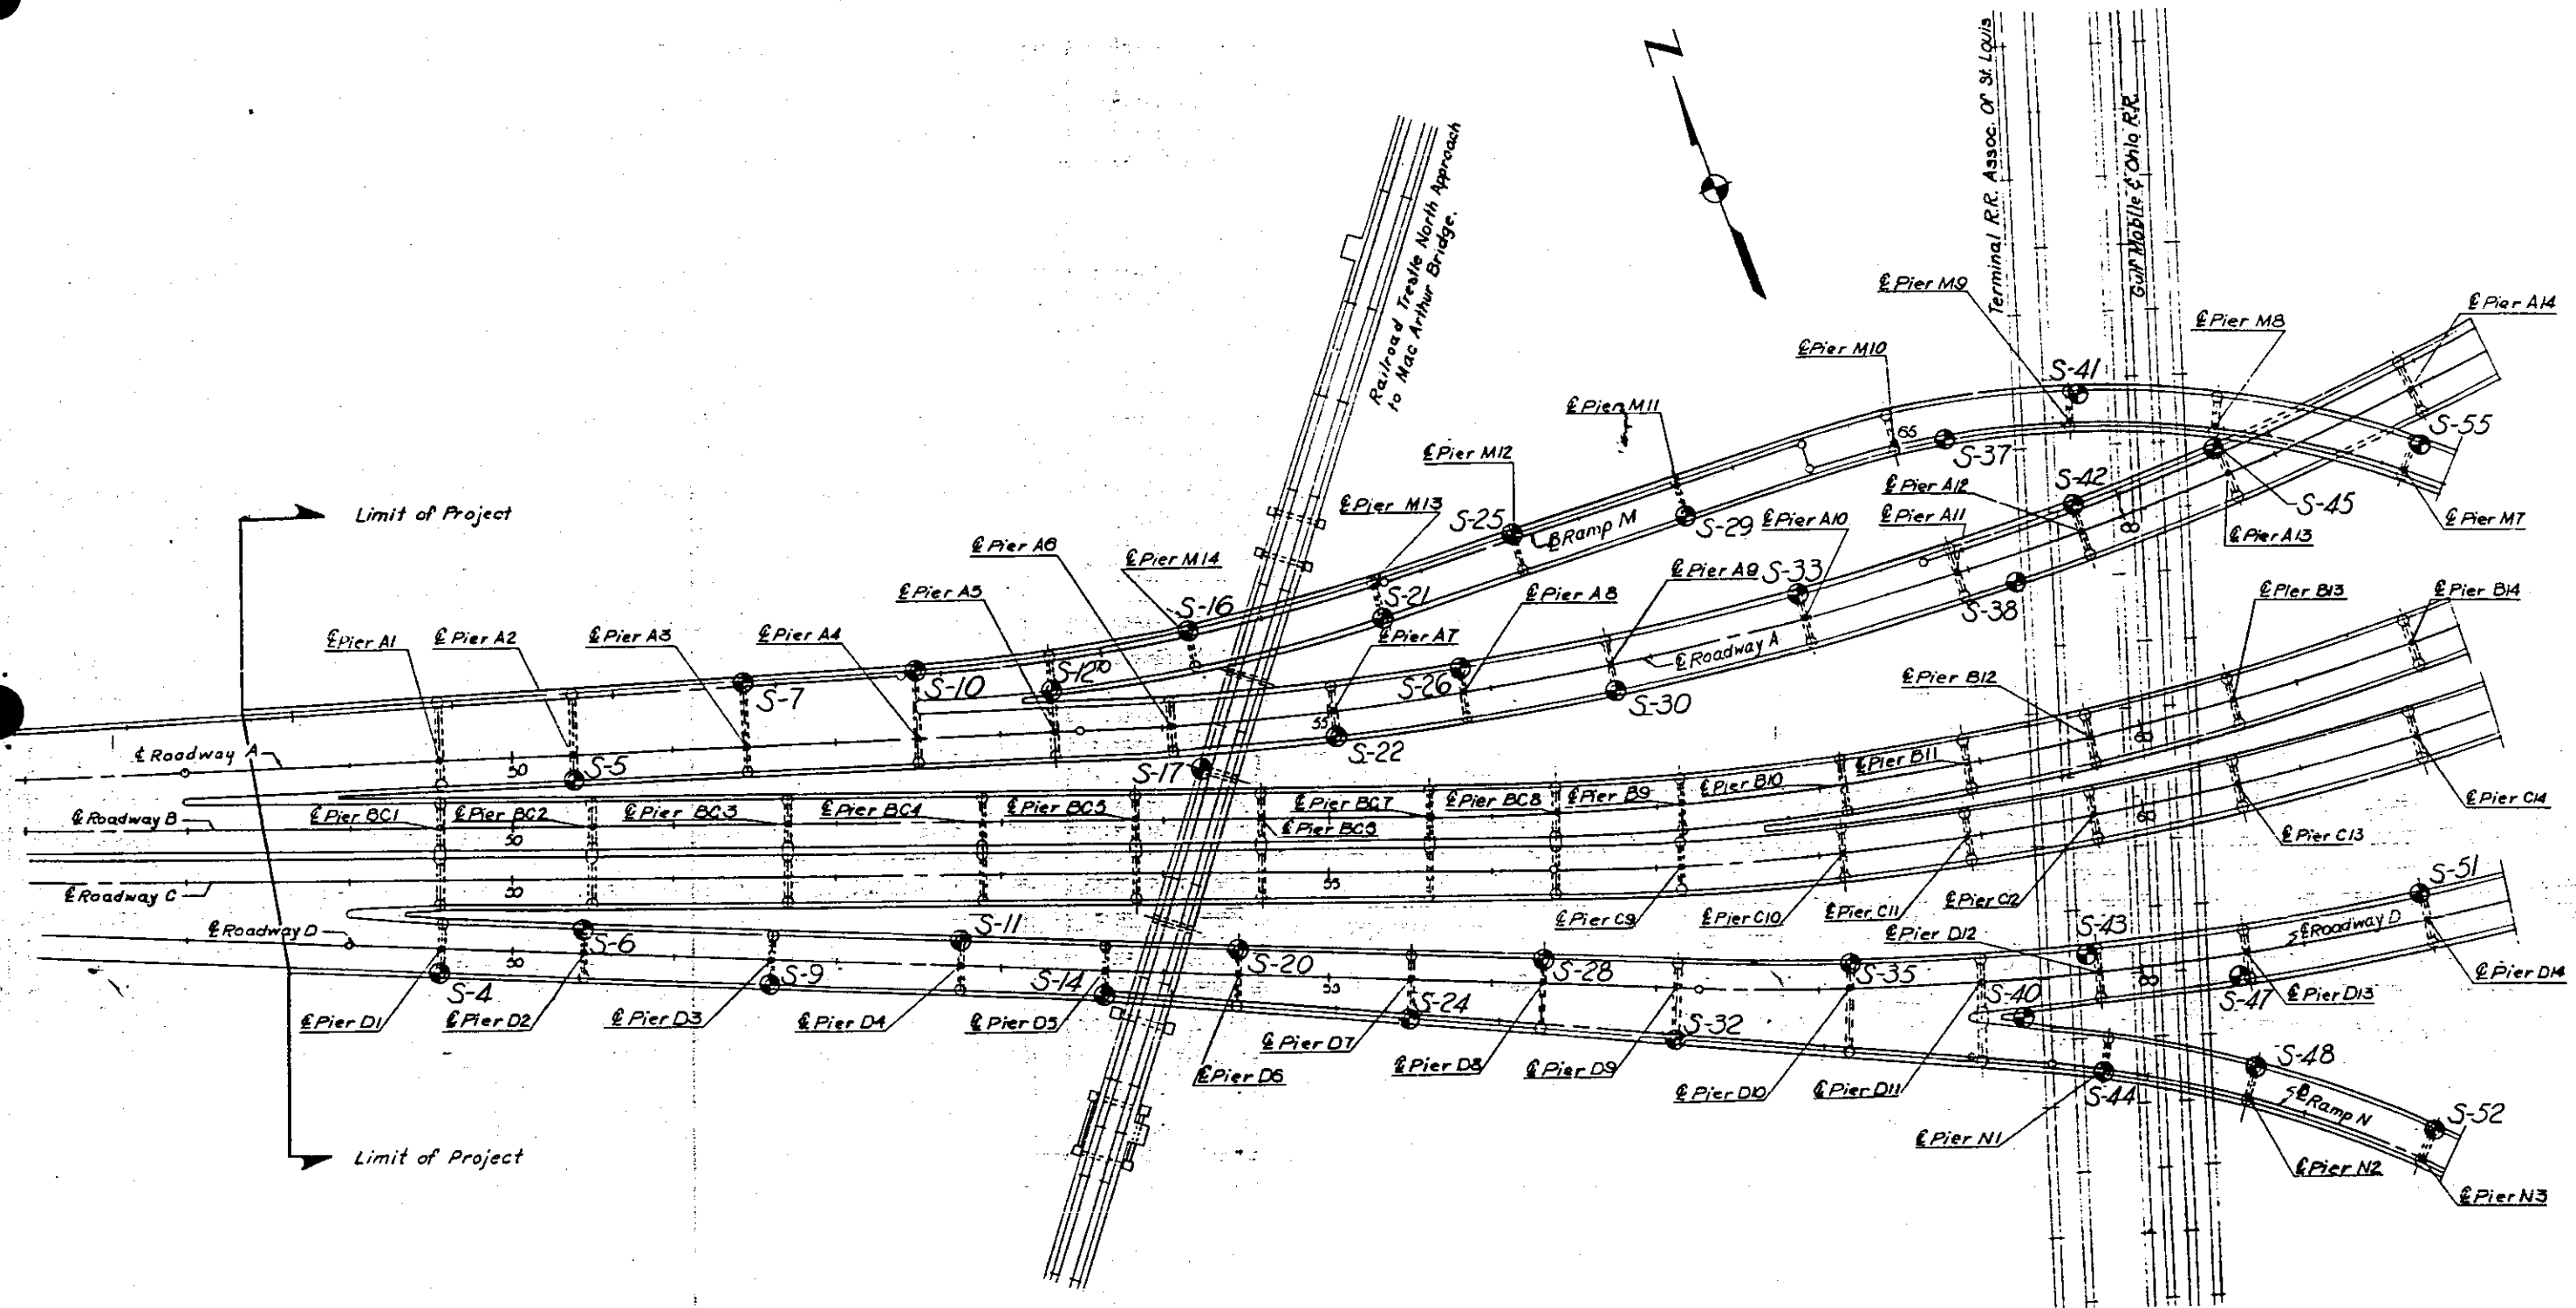 N
Terminal R.R. Assoc. Of St. Louis
Gulf Mobile & Ohio R.R.
Railroad Trestle North Approach
to Mac Arthur Bridge.
℄ Pier M9
℄ Pier A14
℄ Pier M8
℄ Pier M10
S-41
℄ Pier M11
65
S-55
℄ Pier M12
S-37
S-42
℄ Pier A12
S-45
℄ Pier M13
S-25
℄ Pier M7
Limit of Project
B Ramp M
S-29
℄ Pier A10
℄ Pier A11
℄ Pier A13
℄ Pier A6
℄ Pier M14
℄ Pier A9
S-33
℄ Pier A5
S-16
S-21
℄ Pier A8
S-38
℄ Pier B13
℄ Pier B14
℄ Pier A1
℄ Pier A2
℄ Pier A3
℄ Pier A4
℄ Pier A7
S-12
℄ Roadway A
S-7
S-10
S-26
S-30
℄ Pier B12
55
S-22
℄ Roadway A
50
S-5
S-17
℄ Pier B11
℄ Pier B10
℄ Roadway B
℄ Pier BC1
℄ Pier BC2
℄ Pier BC3
℄ Pier BC4
℄ Pier BC5
℄ Pier BC7
℄ Pier BC8
℄ Pier B9
℄ Pier C14
℄ Pier BC6
50
℄ Pier C13
℄ Roadway C
50
55
S-51
℄ Pier C9
℄ Pier C10
℄ Pier C11
℄ Pier C12
℄ Roadway D
S-11
℄ Pier D12
S-43
℄ Roadway D
S-6
50
S-20
S-28
S-35
℄ Pier D14
S-4
S-9
S-14
55
S-40
S-47
℄ Pier D13
℄ Pier D1
℄ Pier D2
℄ Pier D3
℄ Pier D4
℄ Pier D5
S-24
S-32
℄ Pier D7
℄ Pier D6
℄ Pier D8
℄ Pier D9
℄ Pier D10
℄ Pier D11
S-44
S-48
B Ramp N
S-52
℄ Pier N1
Limit of Project
℄ Pier N2
℄ Pier N3